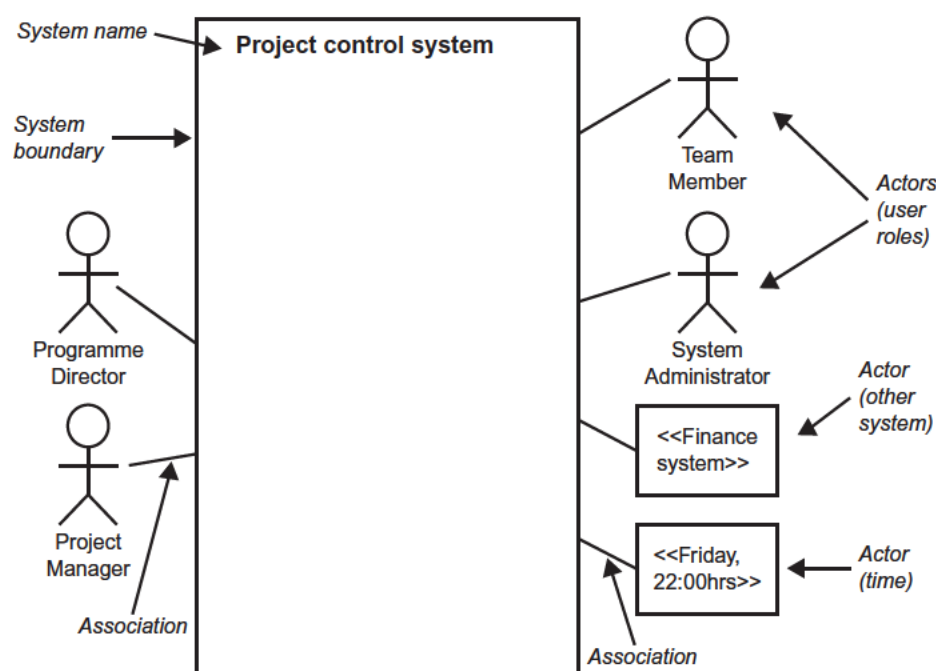 System name
Project control system
System
boundary
Team
Member
Actors
(user
roles)
Programme
Director
System
Administrator
Actor
(other
system)
<<Finance
system>>
Project
Manager
<<Friday,
22:00hrs>>
Actor
(time)
Association
Association